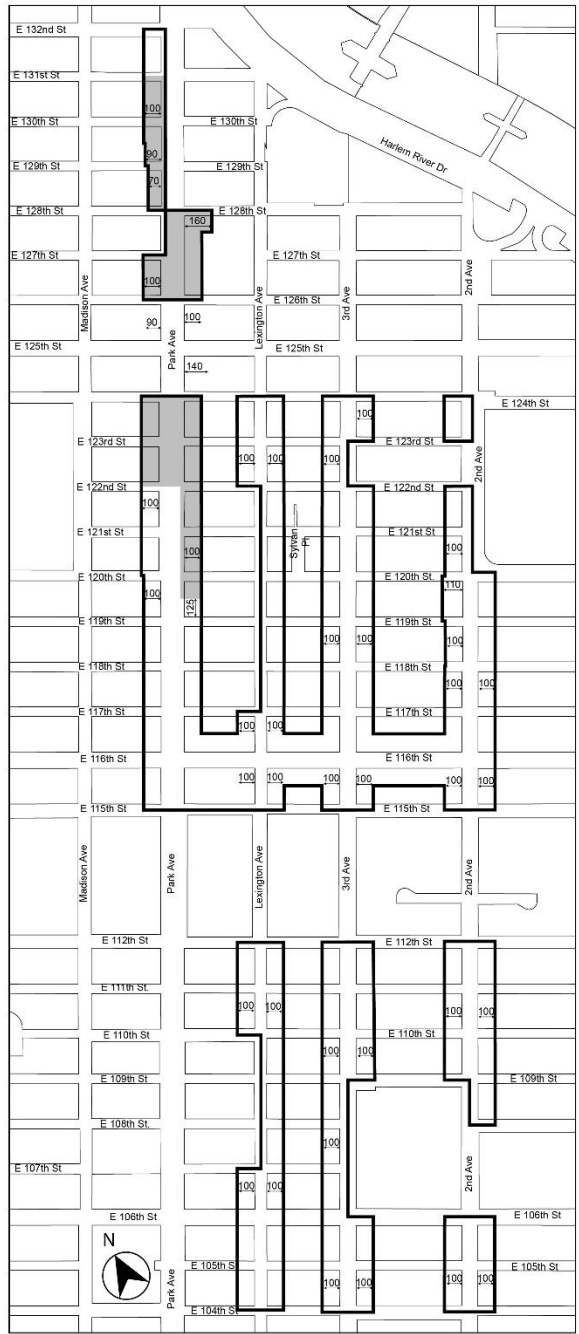 E 132nd St
E 131st St
100
E 130th St
E 130th St
90
E 129th St
E 129th St
70
Harlem River Dr
E 128th St
E 128th St
160
E 127th St
E 127th St
100
Madison Ave
Park Ave
Lexington Ave
E 126th St
3rd Ave
2nd Ave
90
100
E 125th St
E 125th St
140
E 124th St
100
E 123rd St
E 123rd St
100
100
100
2nd Ave
E 122nd St
E 122nd St
100
E 121st St
Sylvan Pl
E 121st St
100
100
E 120th St
E 120th St.
100
110
125
E 119th St
E 119th St
100
100
100
E 118th St
E 118th St
100
100
E 117th St
E 117th St
100
100
E 116th St
E 116th St
100
100
100
100
100
100
E 115th St
E 115th St
Madison Ave
Park Ave
Lexington Ave
3rd Ave
2nd Ave
E 112th St
E 112th St
E 111th St.
100
100
100
100
E 110th St
E 110th St
100
100
E 109th St
E 109th St
E 108th St.
100
E 107th St
2nd Ave
100
100
100
E 106th St
E 106th St
N
E 105th St
E 105th St
100
100
100
100
Park Ave
E 104th St